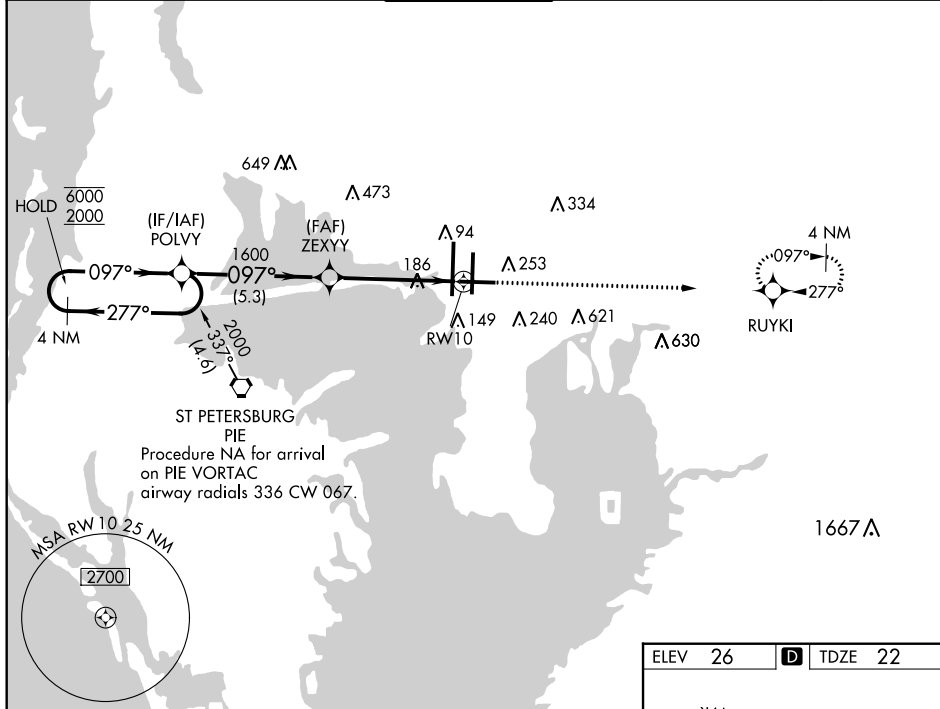 649
473
334
HOLD
6000
2000
(IF/IAF)
POLVY
(FAF)
ZEXYY
94
4 NM
1600
097°
097°
(5.3)
186
253
097°
277°
277°
4 NM
RUYKI
149
240
621
RW10
630
2000
337°
(4.6)
ST PETERSBURG
PIE
Procedure NA for arrival
on PIE VORTAC
airway radials 336 CW 067.
MSA RW 10 25 NM
2700
1667
ELEV 26 D TDZE 22